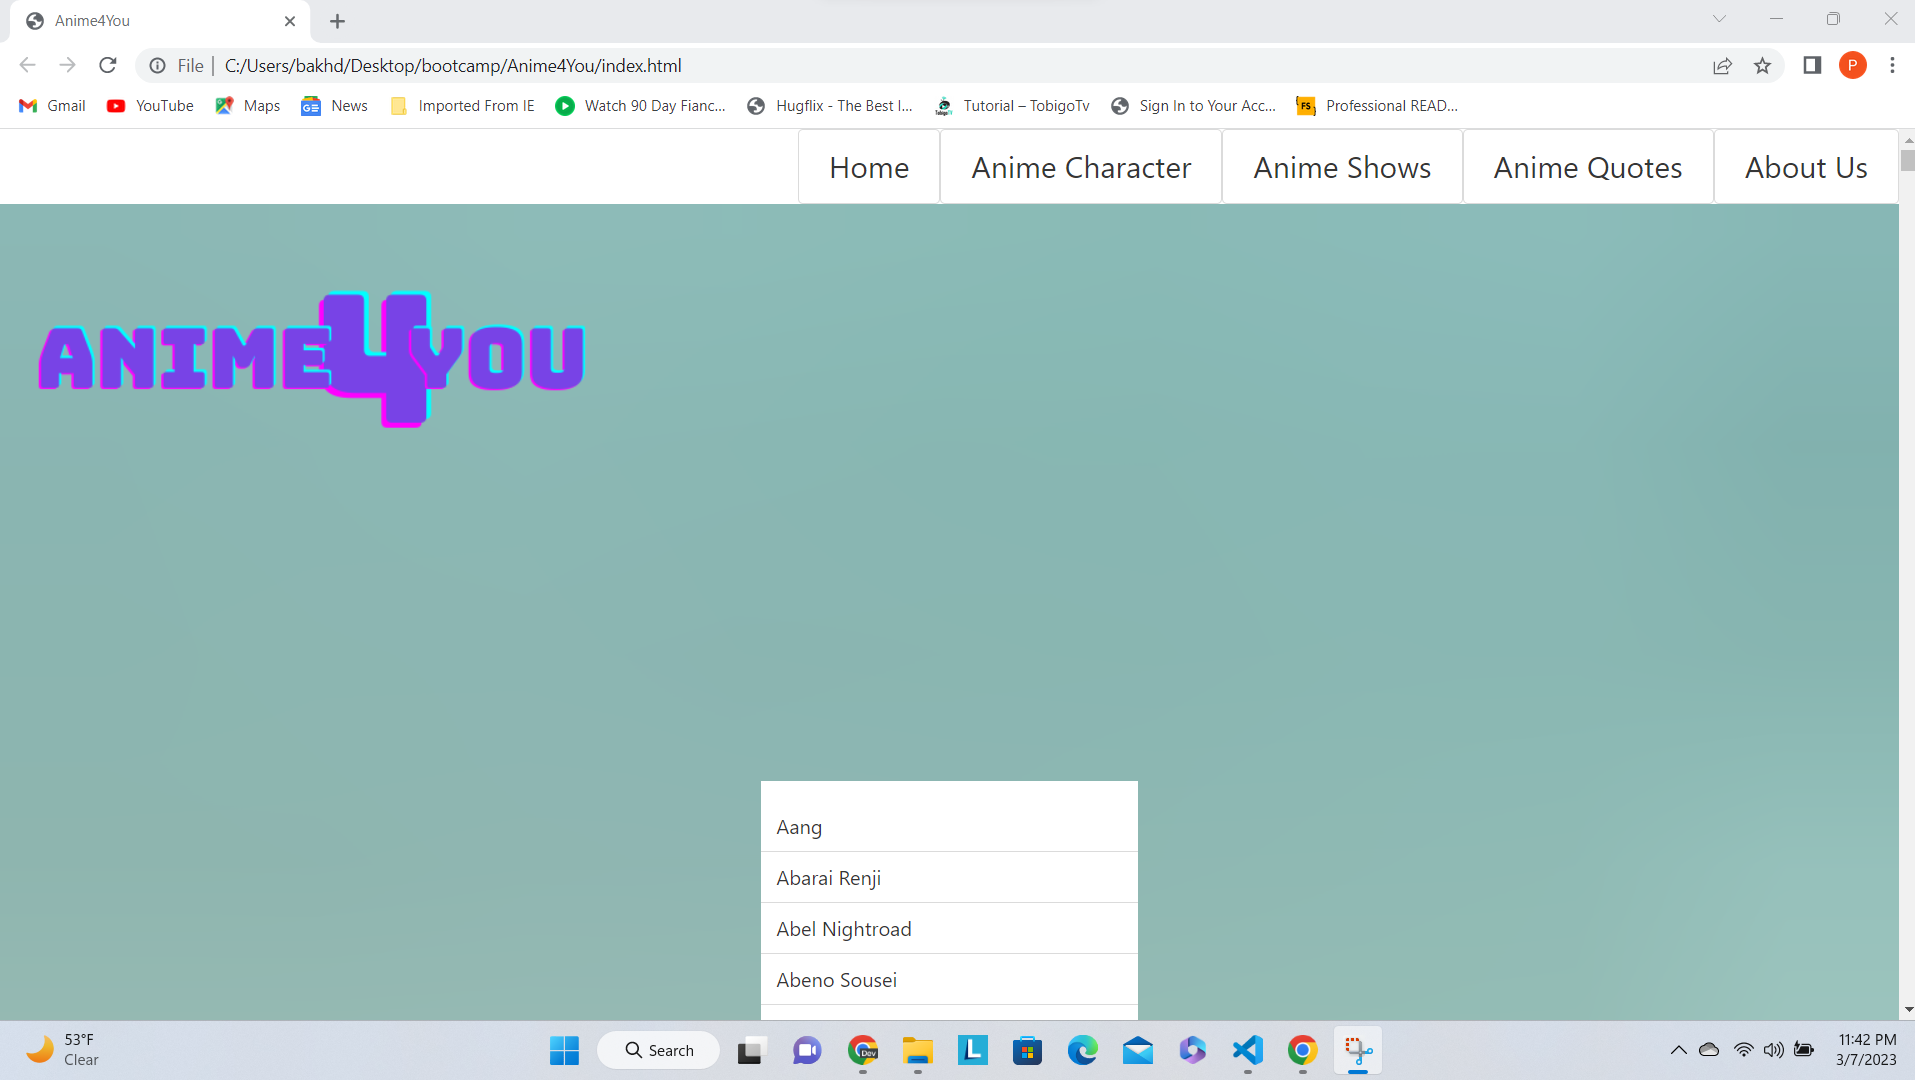 Anime4You
File | C:/Users/bakhd/Desktop/bootcamp/Anime4You/index.html
P
Gmail YouTube Maps News Imported From IE Watch 90 Day Fianc... Hugflix - The Best I... Tutorial – TobigoTv Sign In to Your Acc... FS Professional READ...
Home Anime Character Anime Shows Anime Quotes About Us
ANIME4YOU
Aang
Abarai Renji
Abel Nightroad
Abeno Sousei
53°F
Clear
Search
Dev
L
11:42 PM
3/7/2023